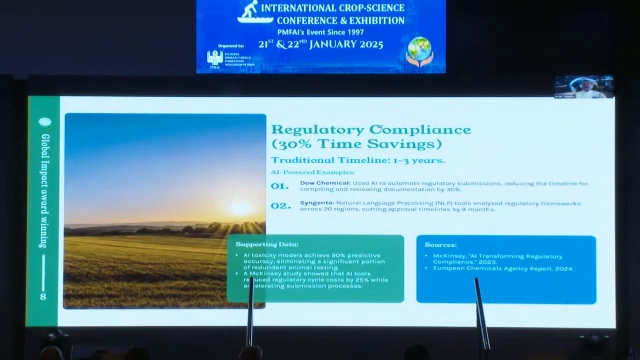 INTERNATIONAL CROP-SCIENCE
CONFERENCE & EXHIBITION
PMFAI's Event Since 1997
Organized by:
21ST & 22ND JANUARY 2025
Regulatory Compliance
(30% Time Savings)
Traditional Timeline: 1-3 years.
AI-Powered Examples:
01. Dow Chemical: Used AI to automate regulatory submissions, reducing the timeline for
compiling and reviewing documentation by 30%.
02. Syngenta: Natural Language Processing (NLP) tools analysed regulatory frameworks
across 20 regions, cutting approval timelines by 9 months.
Supporting Data:
• AI toxicity models achieve 90% predictive
accuracy, eliminating a significant portion
of redundant animal testing.
• A McKinsey study showed that AI tools
reduced regulatory cycle costs by 25% while
accelerating submission processes.
Sources:
• McKinsey, "AI Transforming Regulatory
Compliance," 2023.
• European Chemicals Agency Report, 2024.
Global Impact award winning
8